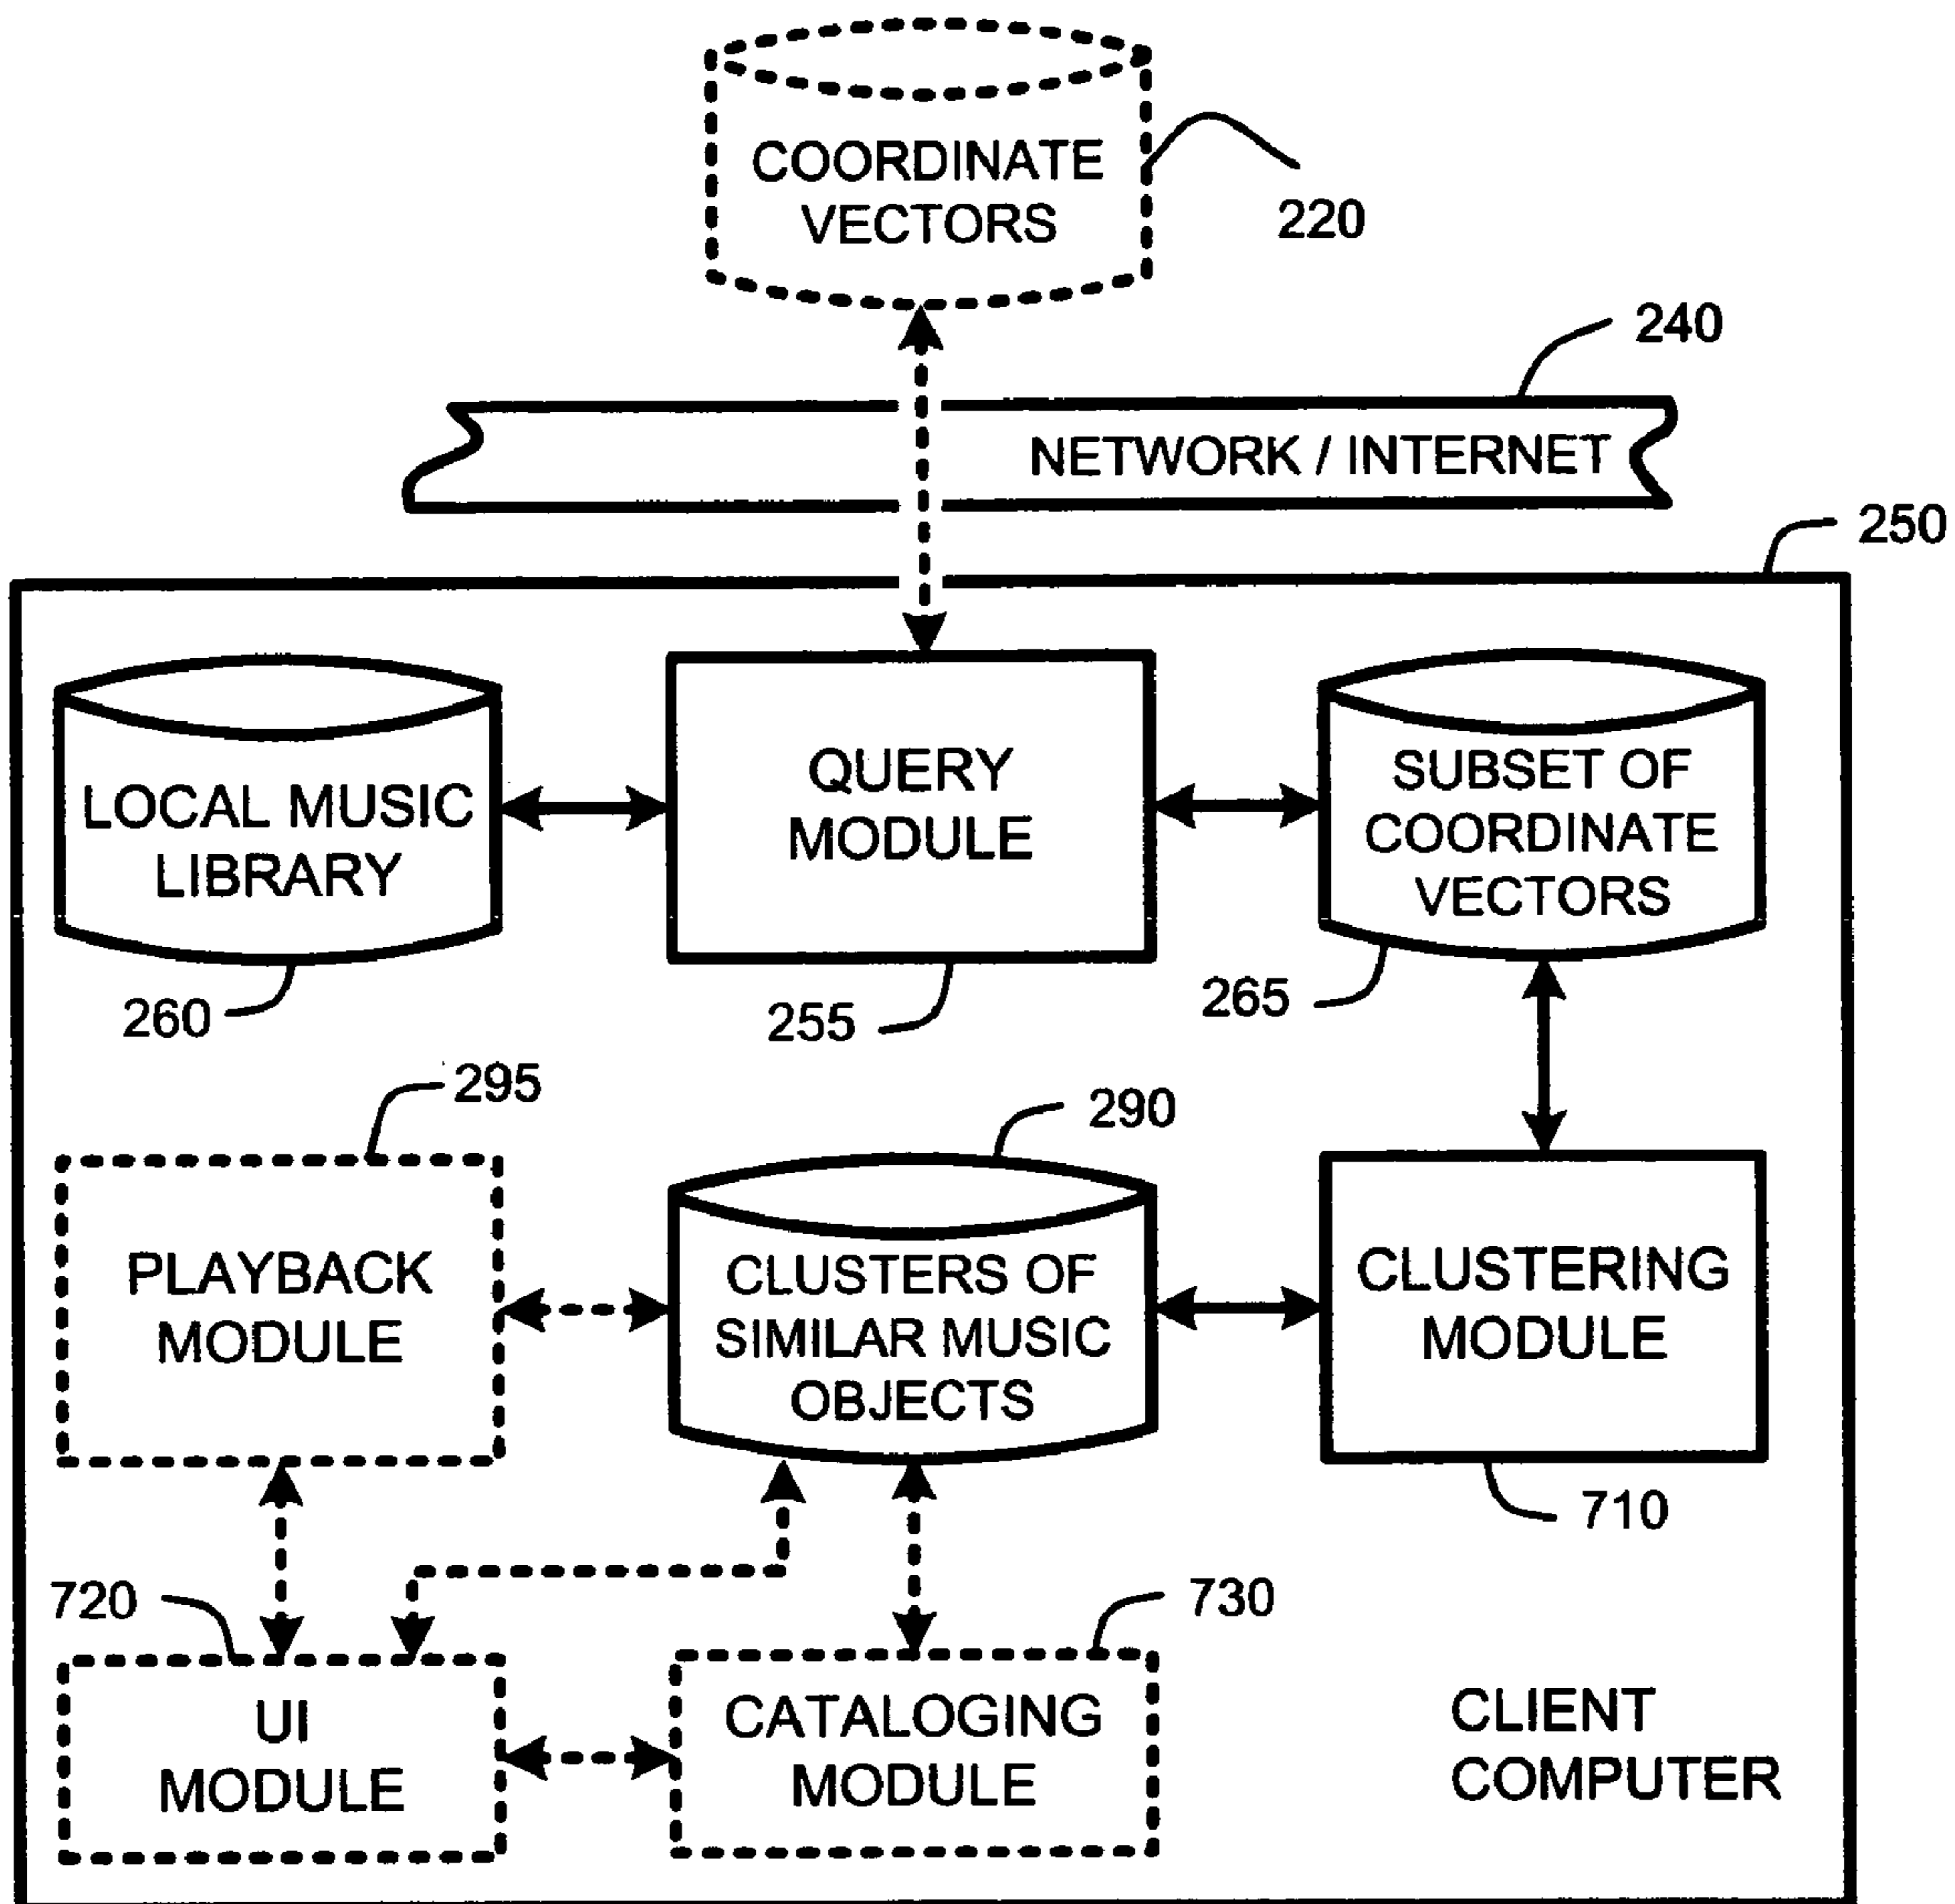 COORDINATE
VECTORS
220
240
NETWORK / INTERNET
250
LOCAL MUSIC
LIBRARY
QUERY
MODULE
SUBSET OF
COORDINATE
VECTORS
260
255
265
295
290
PLAYBACK
MODULE
CLUSTERS OF
SIMILAR MUSIC
OBJECTS
CLUSTERING
MODULE
710
720
730
UI
MODULE
CATALOGING
MODULE
CLIENT
COMPUTER